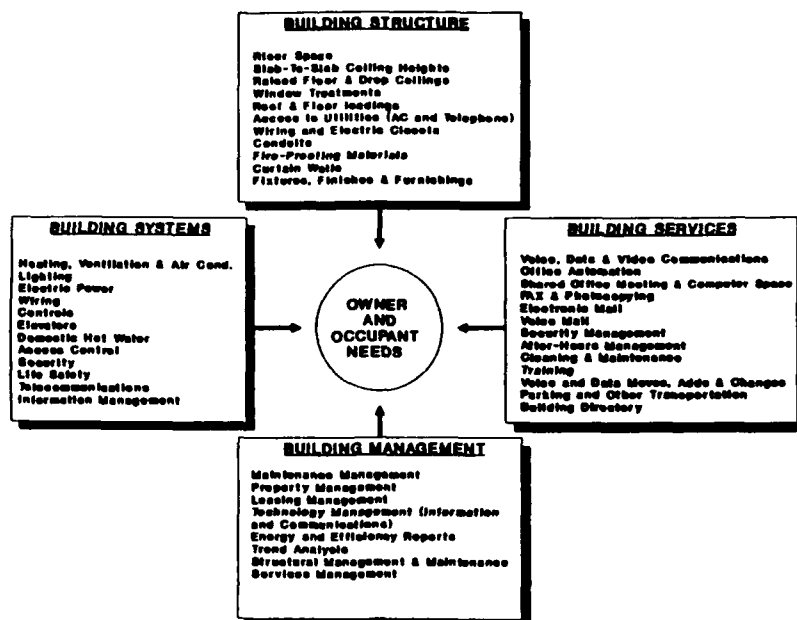 BUILDING STRUCTURE
Riser Space
Slab-To-Slab Ceiling Heights
Raised Floor & Drop Ceilings
Window Treatments
Roof & Floor loadings
Access to Utilities (AC and Telephone)
Wiring and Electric Closets
Conduits
Fire-Proofing Materials
Curtain Walls
Fixtures, Finishes & Furnishings
BUILDING SYSTEMS
Heating, Ventilation & Air Cond.
Lighting
Electric Power
Wiring
Controls
Elevators
Domestic Hot Water
Access Control
Security
Life Safety
Telecommunications
Information Management
OWNER
AND
OCCUPANT
NEEDS
BUILDING SERVICES
Voice, Data & Video Communications
Office Automation
Shared Office Meeting & Computer Space
FAX & Photocopying
Electronic Mail
Voice Mail
Security Management
After-Hours Management
Cleaning & Maintenance
Training
Voice and Data Moves, Adds & Changes
Parking and Other Transportation
Building Directory
BUILDING MANAGEMENT
Maintenance Management
Property Management
Leasing Management
Technology Management (Information
and Communications)
Energy and Efficiency Reports
Trend Analysis
Structural Management & Maintenance
Services Management